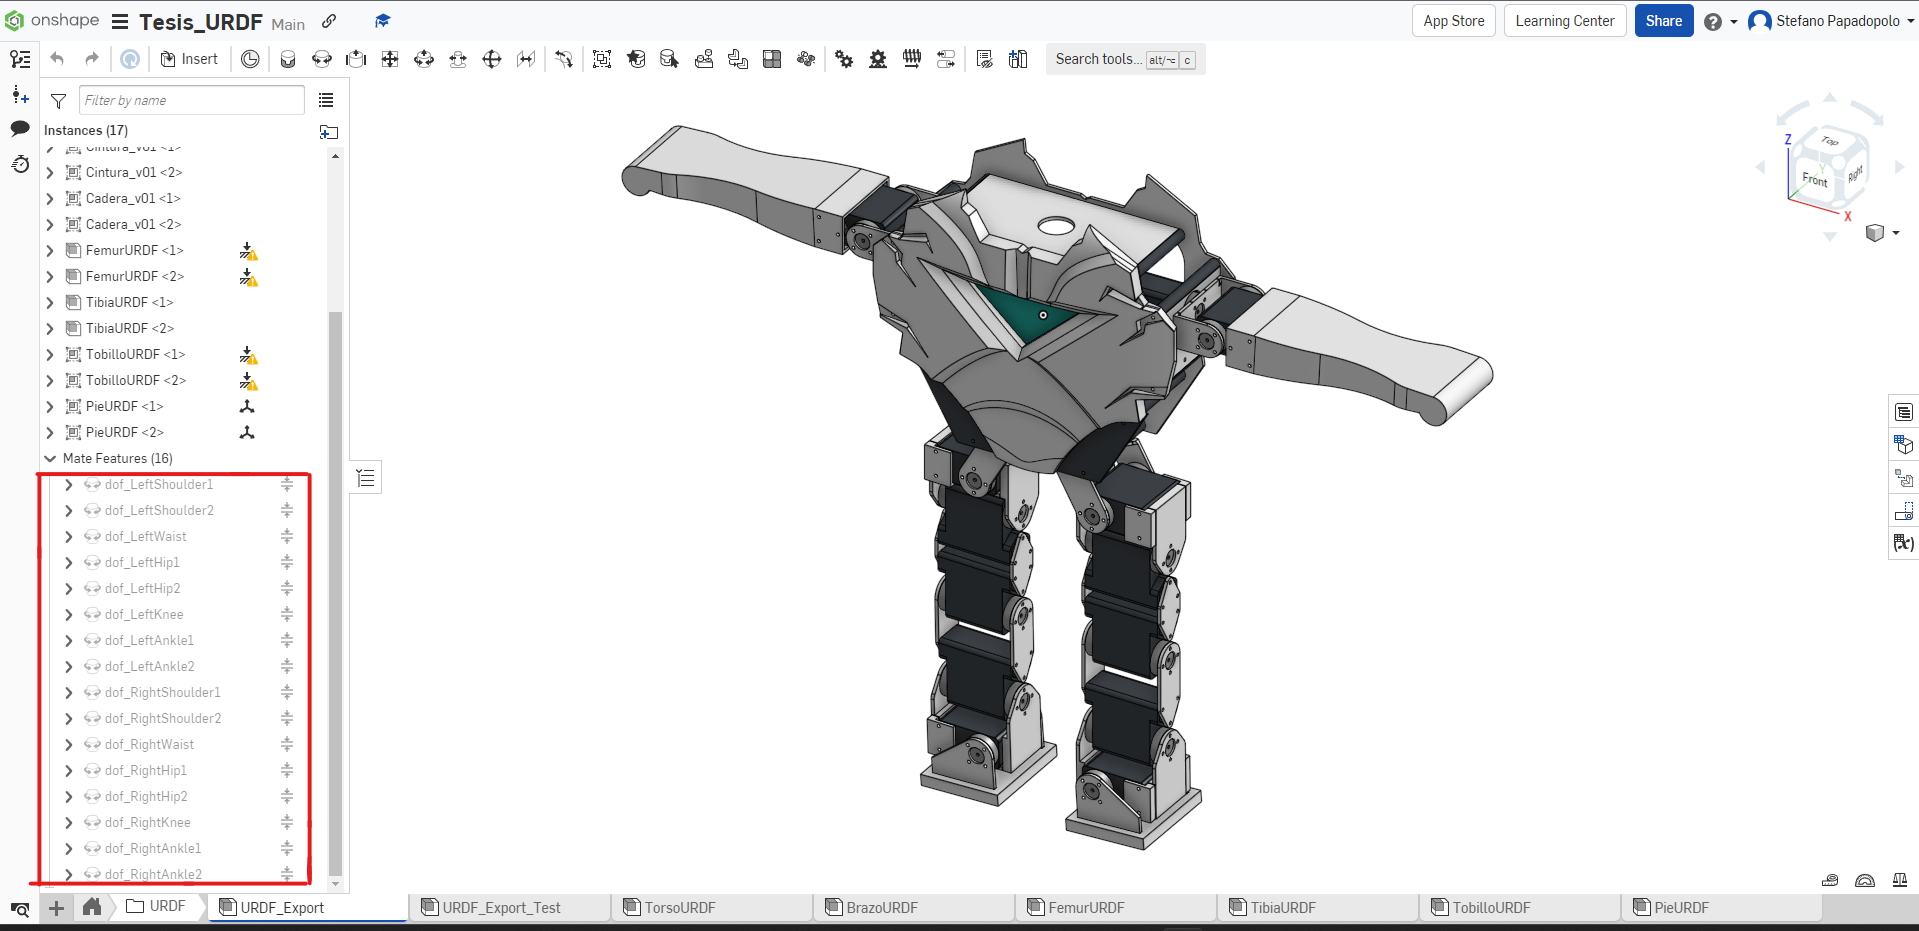 onshape
Tesis_URDF Main
App Store
Learning Center
Share
Stefano Papadopolo
Insert
Search tools... alt/⌥ c
Filter by name
Instances (17)
Cintura_v01 <1>
Cintura_v01 <2>
Cadera_v01 <1>
Cadera_v01 <2>
FemurURDF <1>
FemurURDF <2>
TibiaURDF <1>
TibiaURDF <2>
TobilloURDF <1>
TobilloURDF <2>
PieURDF <1>
PieURDF <2>
Mate Features (16)
dof_LeftShoulder1
dof_LeftShoulder2
dof_LeftWaist
dof_LeftHip1
dof_LeftHip2
dof_LeftKnee
dof_LeftAnkle1
dof_LeftAnkle2
dof_RightShoulder1
dof_RightShoulder2
dof_RightWaist
dof_RightHip1
dof_RightHip2
dof_RightKnee
dof_RightAnkle1
dof_RightAnkle2
Z
Top
Y
Front
Right
X
(x)
URDF
URDF_Export
URDF_Export_Test
TorsoURDF
BrazoURDF
FemurURDF
TibiaURDF
TobilloURDF
PieURDF